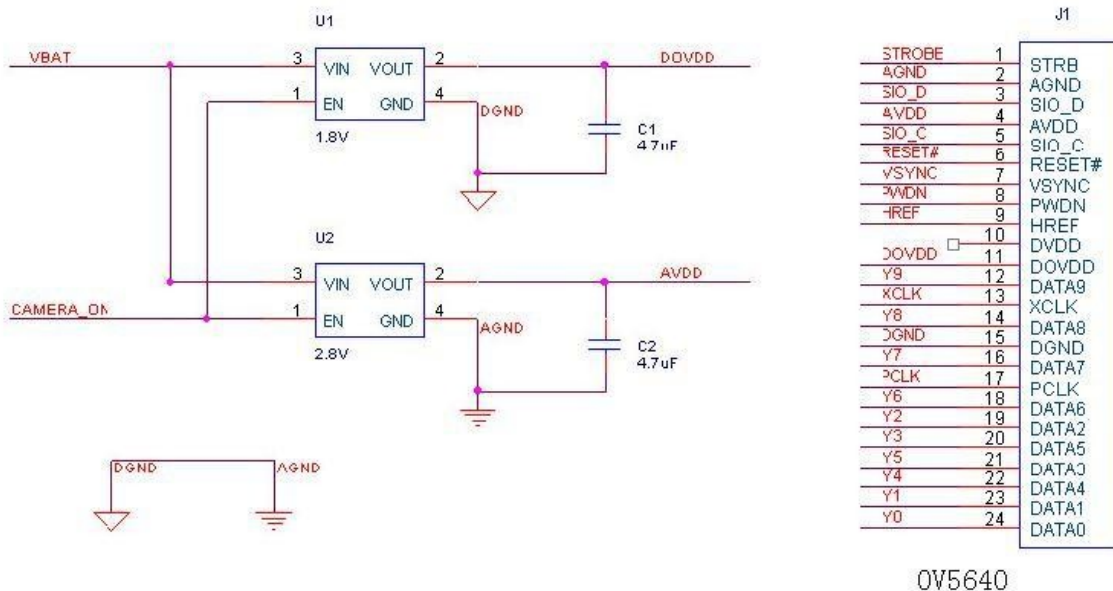 U1
VBAT
3 VIN VOUT 2 DOVDD
1 EN GND 4
DGND
1.8V
C1
4.7uF
U2
3 VIN VOUT 2 AVDD
CAMERA_ON
1 EN GND 4
AGND
2.8V
C2
4.7uF
DGND AGND
J1
STROBE 1 STRB
AGND 2 AGND
SIO_D 3 SIO_D
AVDD 4 AVDD
SIO_C 5 SIO_C
RESET# 6 RESET#
VSYNC 7 VSYNC
PWDN 8 PWDN
HREF 9 HREF
10 DVDD
DOVDD 11 DOVDD
Y9 12 DATA9
XCLK 13 XCLK
Y8 14 DATA8
DGND 15 DGND
Y7 16 DATA7
PCLK 17 PCLK
Y6 18 DATA6
Y2 19 DATA2
Y3 20 DATA5
Y5 21 DATA3
Y4 22 DATA4
Y1 23 DATA1
Y0 24 DATA0
OV5640